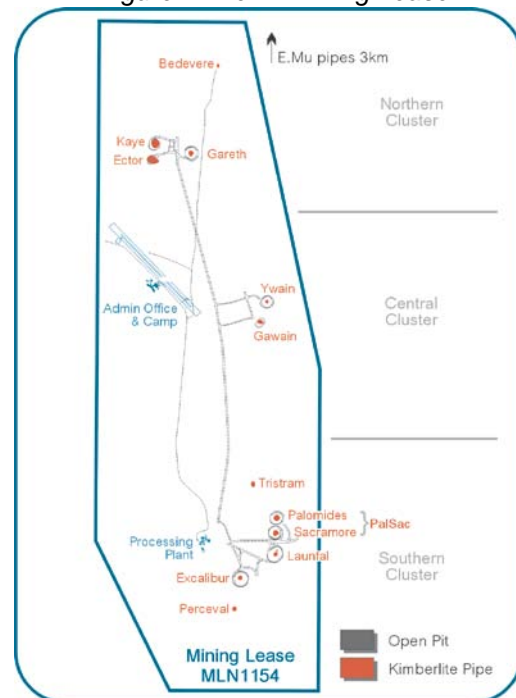 E.Mu pipes 3km
Bedevere
Northern
Cluster
Kaye
Ector
Gareth
Ywain
Admin Office
& Camp
Gawain
Central
Cluster
Tristram
Palomides
Sacramore
PalSac
Processing
Plant
Launfal
Southern
Cluster
Excalibur
Perceval
Open Pit
Mining Lease
MLN1154
Kimberlite Pipe